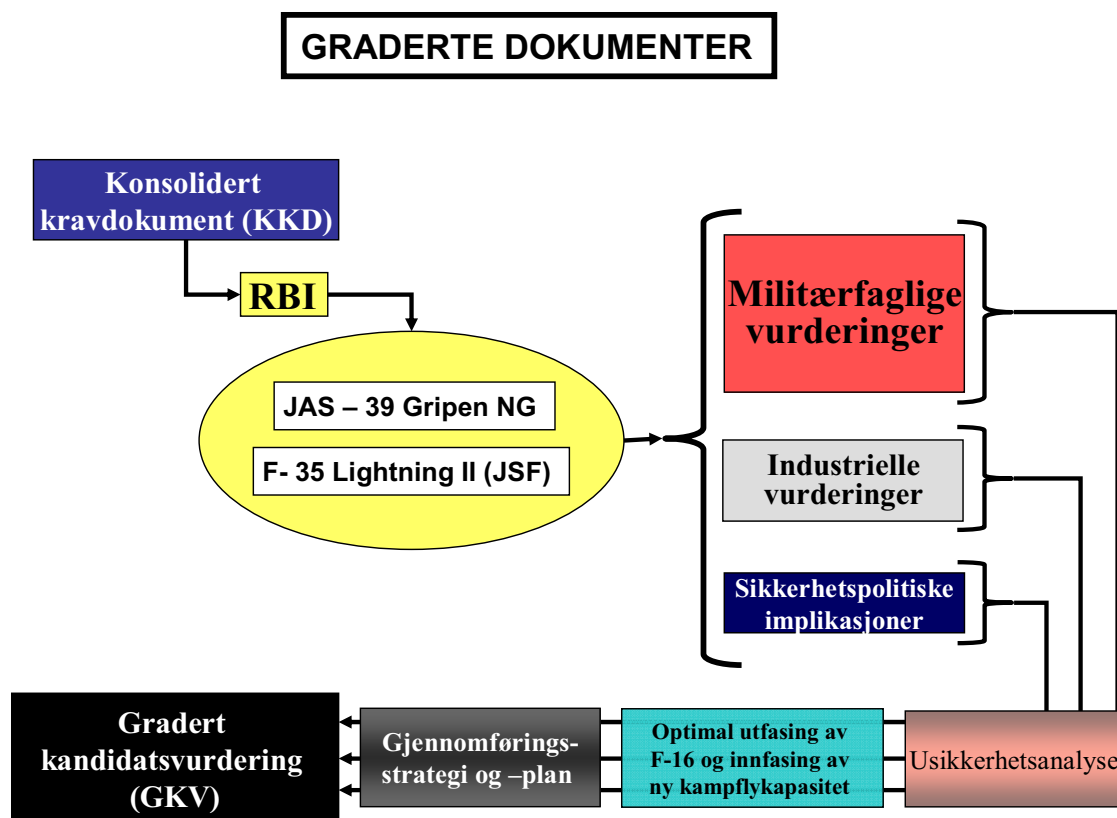 GRADERTE DOKUMENTER
Konsolidert
kravdokument (KKD)
RBI
JAS – 39 Gripen NG
F- 35 Lightning II (JSF)
Militærfaglige
vurderinger
Industrielle
vurderinger
Sikkerhetspolitiske
implikasjoner
Gradert
kandidatsvurdering
(GKV)
Gjennomførings-
strategi og –plan
Optimal utfasing av
F-16 og innfasing av
ny kampflykapasitet
Usikkerhetsanalyse